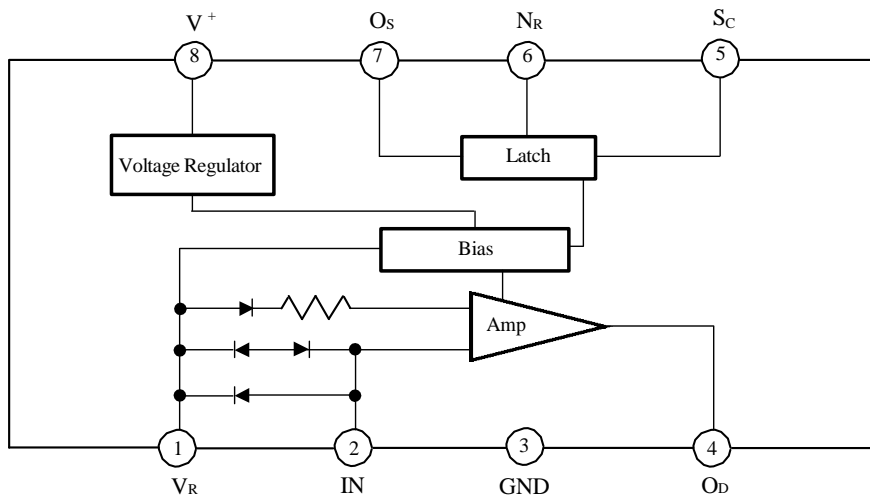 V + OS NR SC
8 7 6 5
Voltage Regulator
Latch
Bias
Amp
1 2 3 4
VR IN GND OD